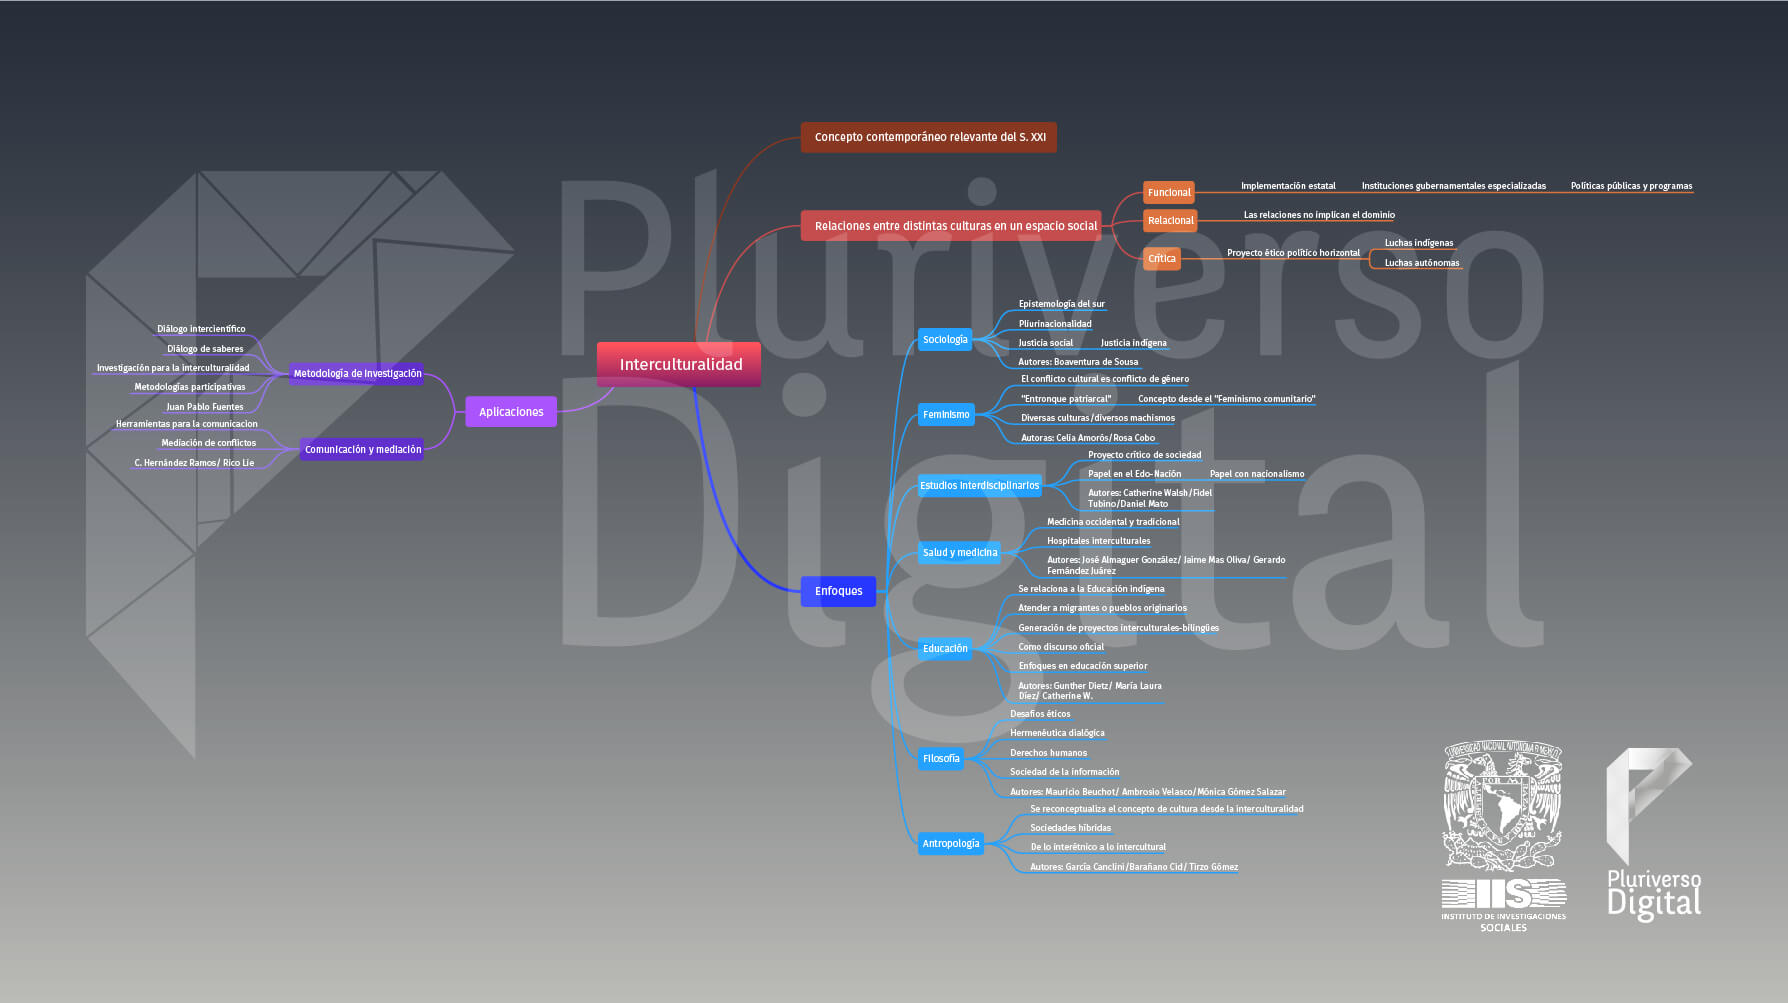 Pluriverso
Digital
Interculturalidad
Concepto contemporáneo relevante del S. XXI
Relaciones entre distintas culturas en un espacio social
Funcional
Implementación estatal
Instituciones gubernamentales especializadas
Políticas públicas y programas
Relacional
Las relaciones no implican el dominio
Crítica
Proyecto ético político horizontal
Luchas indígenas
Luchas autónomas
Enfoques
Sociología
Epistemología del sur
Pliurinacionalidad
Justicia social
Justicia indígena
Autores: Boaventura de Sousa
Feminismo
El conflicto cultural es conflicto de género
"Entronque patriarcal"
Concepto desde el "Feminismo comunitario"
Diversas culturas/diversos machismos
Autoras: Celia Amorós/Rosa Cobo
Estudios Interdisciplinarios
Proyecto crítico de sociedad
Papel en el Edo-Nación
Papel con nacionalismo
Autores: Catherine Walsh/Fidel
Tubino/Daniel Mato
Salud y medicina
Medicina occidental y tradicional
Hospitales interculturales
Autores: José Almaguer González/ Jaime Mas Oliva/ Gerardo
Fernández Juárez
Educación
Se relaciona a la Educación indígena
Atender a migrantes o pueblos originarios
Generación de proyectos interculturales-bilingües
Como discurso oficial
Enfoques en educación superior
Autores: Gunther Dietz/ María Laura
Díez/ Catherine W.
Filosofía
Desafíos éticos
Hermenéutica dialógica
Derechos humanos
Sociedad de la información
Autores: Mauricio Beuchot/ Ambrosio Velasco/Mónica Gómez Salazar
Antropología
Se reconceptualiza el concepto de cultura desde la interculturalidad
Sociedades híbridas
De lo interétnico a lo intercultural
Autores: García Canclini/Barañano Cid/ Tirzo Gómez
Aplicaciones
Metodología de Investigación
Diálogo intercientífico
Diálogo de saberes
Investigación para la interculturalidad
Metodologías participativas
Juan Pablo Fuentes
Comunicación y mediación
Herramientas para la comunicacion
Mediación de conflictos
C. Hernández Ramos/ Rico Lie
UNIVERSIDAD NACIONAL AUTONOMA DE MEXICO
POR MI
IIS
INSTITUTO DE INVESTIGACIONES
SOCIALES
Pluriverso
Digital